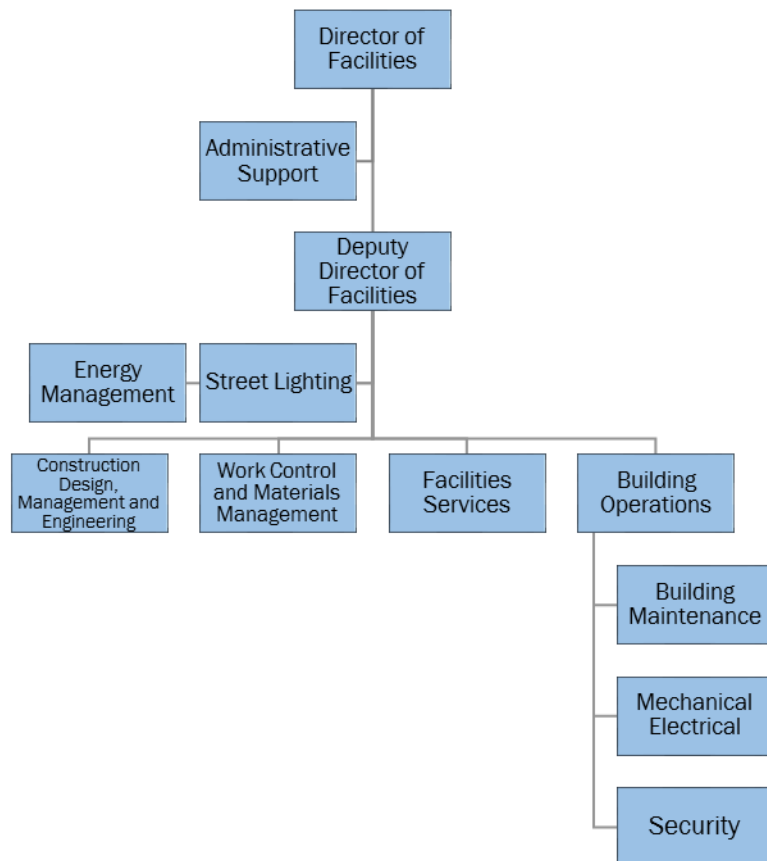 Director of
Facilities
Administrative
Support
Deputy
Director of
Facilities
Energy
Management
Street Lighting
Construction
Design,
Management and
Engineering
Work Control
and Materials
Management
Facilities
Services
Building
Operations
Building
Maintenance
Mechanical
Electrical
Security